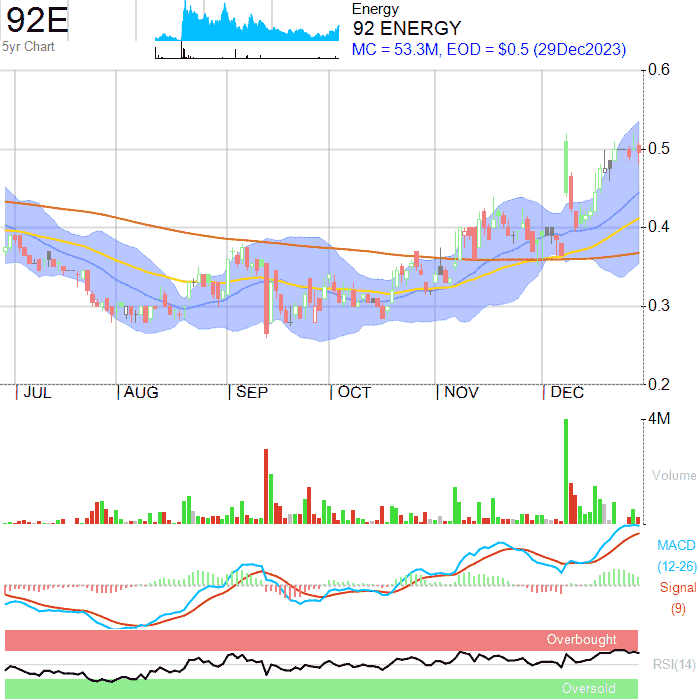 92E
5yr Chart
Energy
92 ENERGY
MC = 53.3M, EOD = $0.5 (29Dec2023)
0.6
0.5
0.4
0.3
0.2
JUL
AUG
SEP
OCT
NOV
DEC
4M
Volume
MACD
(12-26)
Signal
(9)
Overbought
RSI(14)
Oversold